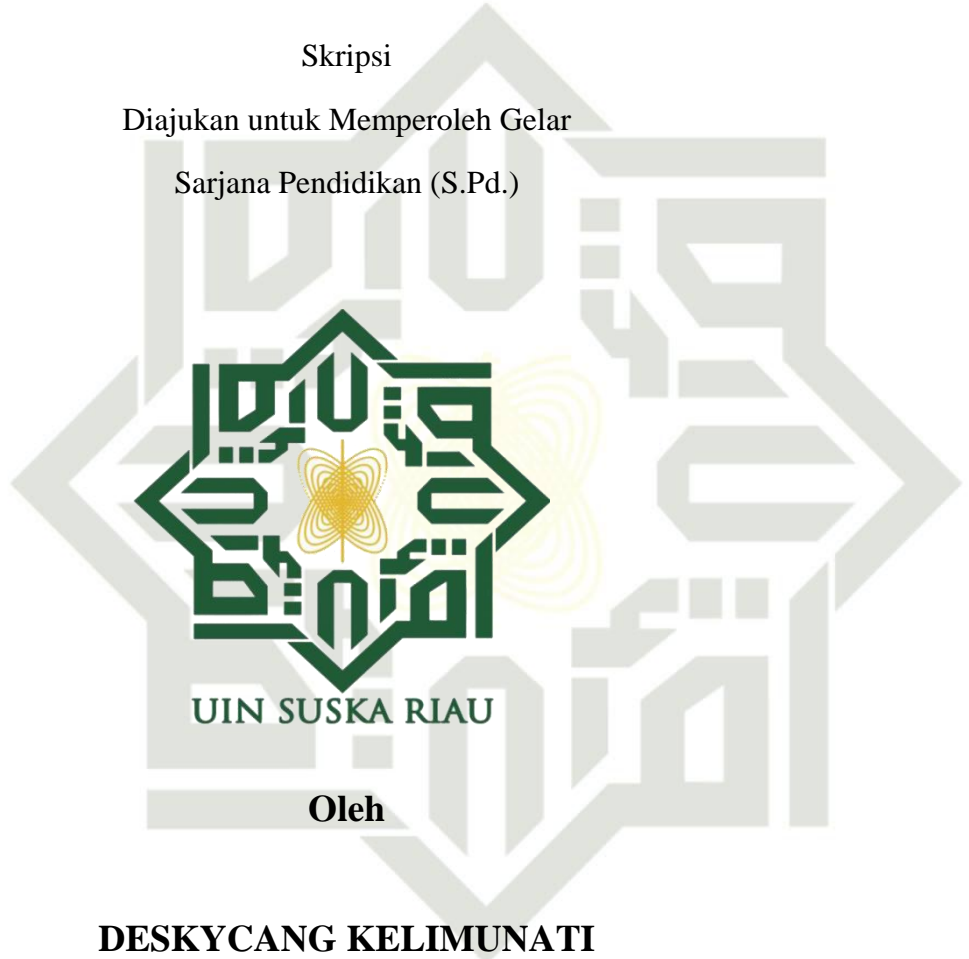 Skripsi
Diajukan untuk Memperoleh Gelar
Sarjana Pendidikan (S.Pd.)
UIN SUSKA RIAU
Oleh
DESKYCANG KELIMUNATI